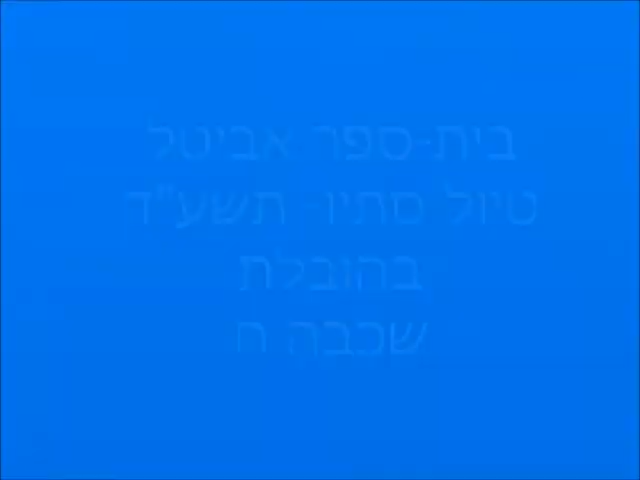 בית-ספר אביטל
טיול סתיו- תשע"ד
בהובלת
שכבה ח